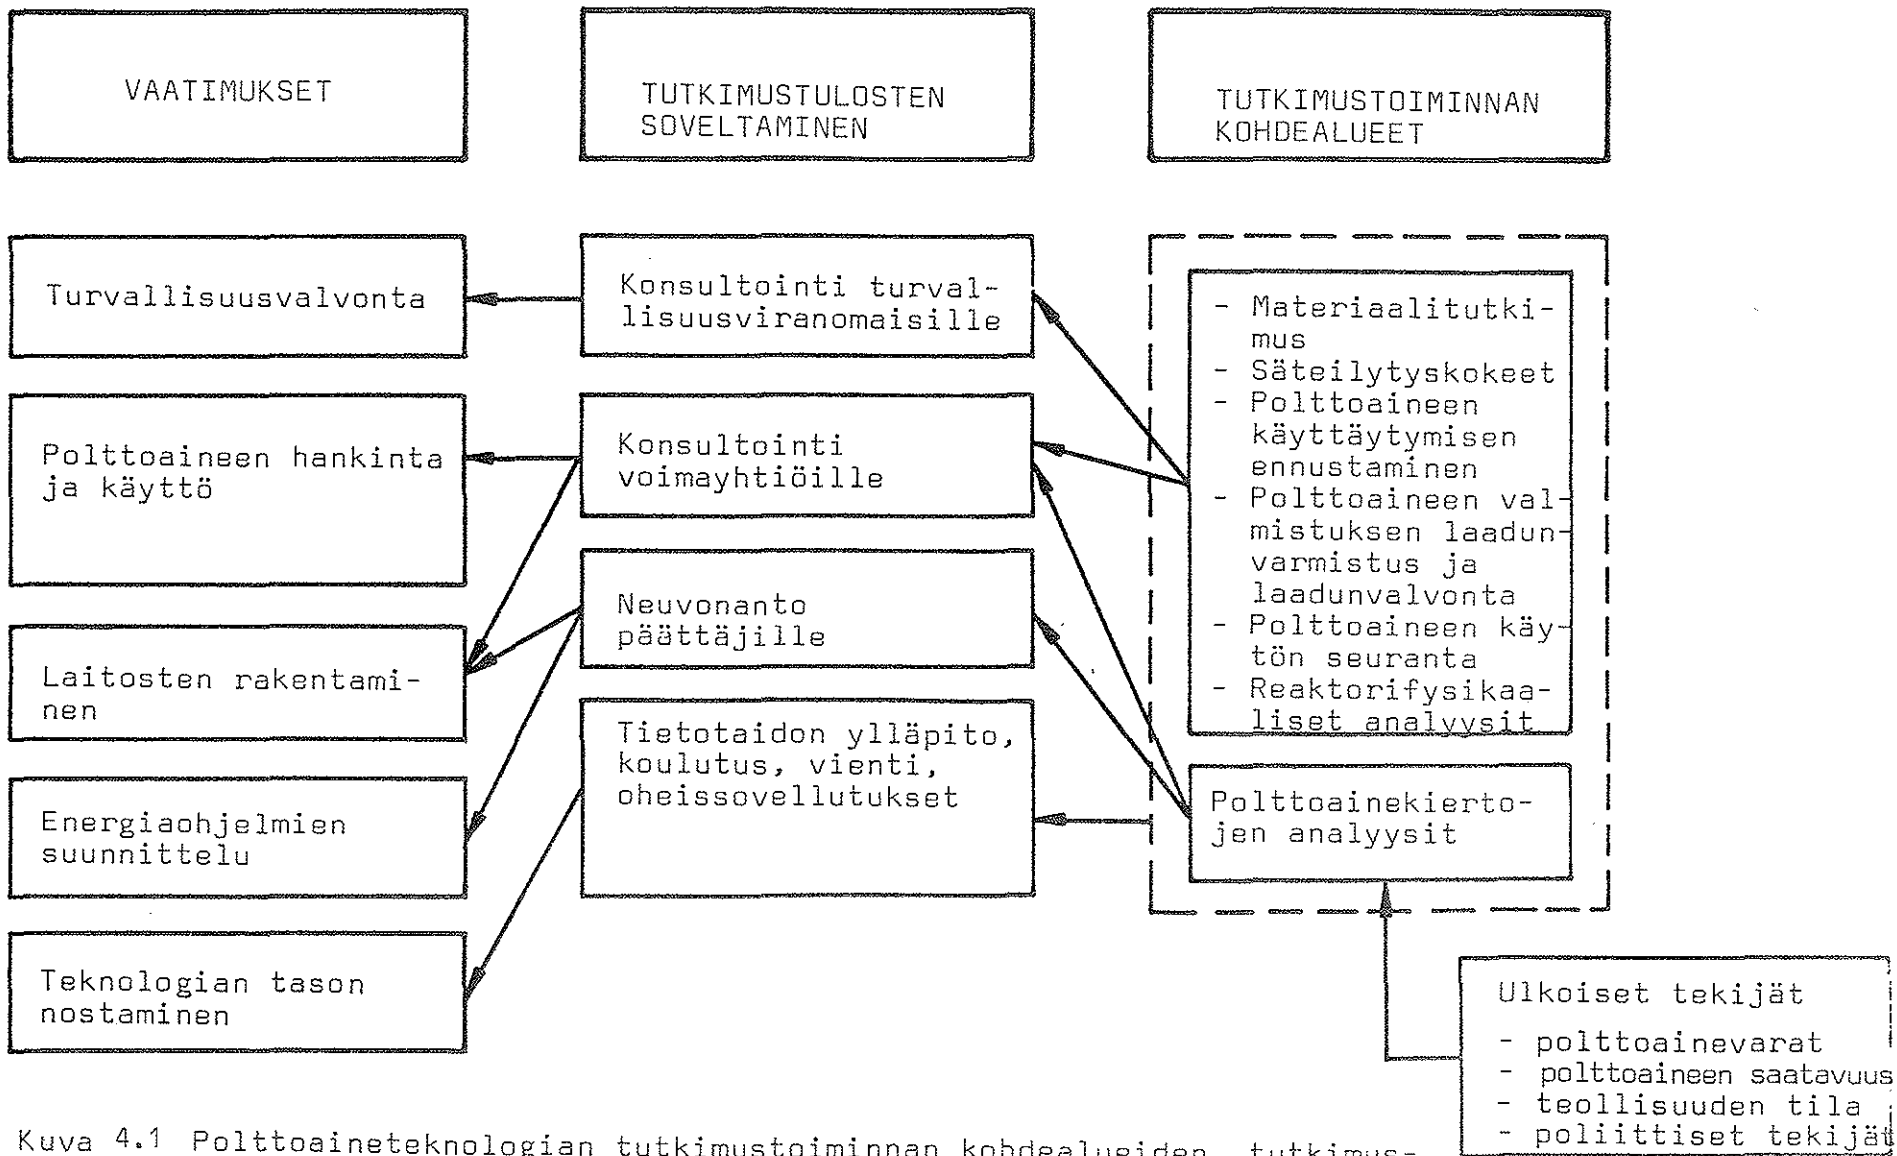 VAATIMUKSET
TUTKIMUSTULOSTEN
SOVELTAMINEN
TUTKIMUSTOIMINNAN
KOHDEALUEET
Turvallisuusvalvonta
Polttoaineen hankinta
ja käyttö
Laitosten rakentami-
nen
Energiaohjelmien
suunnittelu
Teknologian tason
nostaminen
Konsultointi turval-
lisuusviranomaisille
Konsultointi
voimayhtiöille
Neuvonanto
päättäjille
Tietotaidon ylläpito,
koulutus, vienti,
oheissovellutukset
- Materiaalitutki-
mus
- Säteilytyskokeet
- Polttoaineen
käyttäytymisen
ennustaminen
- Polttoaineen val-
mistuksen laadun-
varmistus ja
laadunvalvonta
- Polttoaineen käy-
tön seuranta
- Reaktorifysikaa-
liset analyysit
Polttoainekierto-
jen analyysit
Ulkoiset tekijät
- polttoainevarat
- polttoaineen saatavuus
- teollisuuden tila
- poliittiset tekijät
Kuva 4.1 Polttoaineteknologian tutkimustoiminnan kohdealueiden, tutkimus-